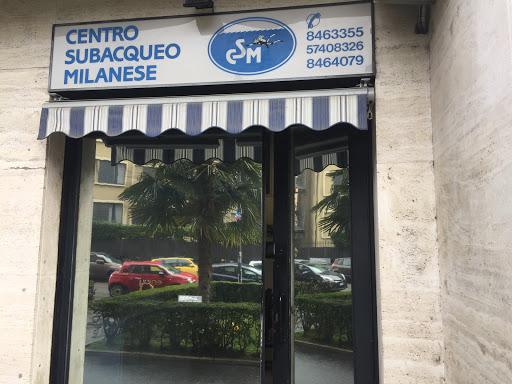 CENTRO
SUBACQUEO
MILANESE
CSM
8463355
57408326
8464079